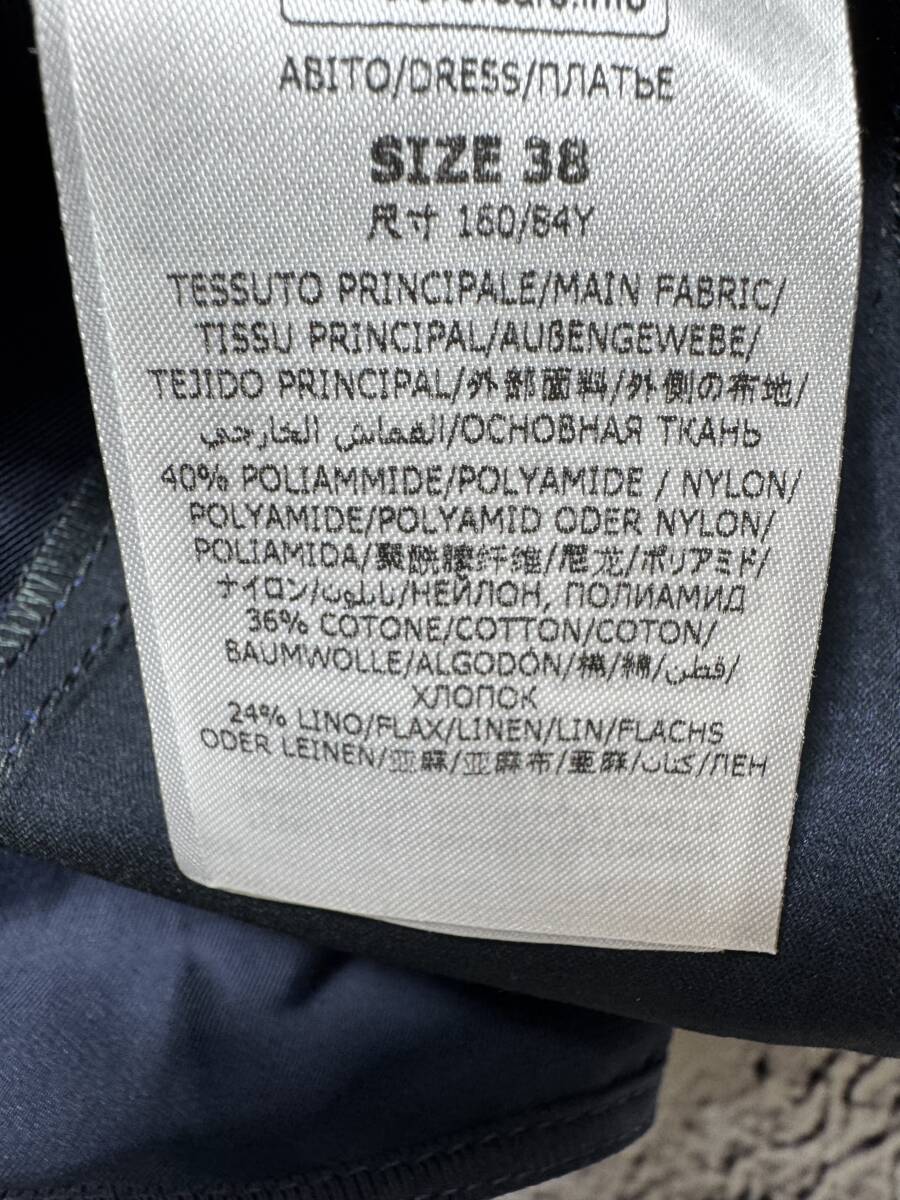 ABITO/DRESS/ПЛАТЬЕ
SIZE 38
尺寸 160/84Y
TESSUTO PRINCIPALE/MAIN FABRIC/
TISSU PRINCIPAL/AUßENGEWEBE/
TEJIDO PRINCIPAL/外部面料/外側の布地/
القماش الخارجي/ОСНОВНАЯ ТКАНЬ
40% POLIAMMIDE/POLYAMIDE / NYLON/
POLYAMIDE/POLYAMID ODER NYLON/
POLIAMIDA/聚酰胺纤维/尼龙/ポリアミド/
ナイロン/نايلون/НЕЙЛОН, ПОЛИАМИД
36% COTONE/COTTON/COTON/
BAUMWOLLE/ALGODÓN/棉/綿/قطن/
ХЛОПОК
24% LINO/FLAX/LINEN/LIN/FLACHS
ODER LEINEN/亚麻/亚麻布/亜麻/كتان/ЛЕН